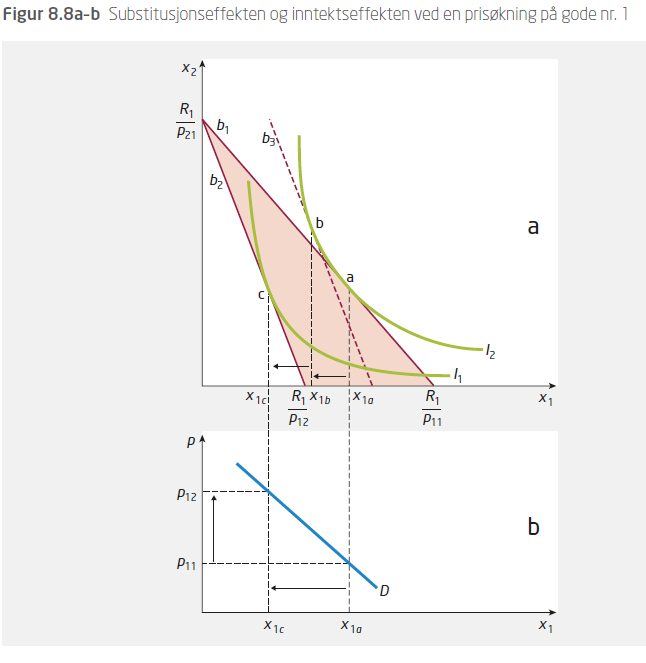 Figur 8.8a-b Substitusjonseffekten og inntektseffekten ved en prisøkning på gode nr. 1
x₂
R₁
p₂₁
b₁
b₃
b₂
b
a
a
c
I₂
I₁
x₁c R₁ x₁b x₁a R₁ x₁
p₁₂ p₁₁
p
p₁₂
b
p₁₁
D
x₁c x₁a x₁